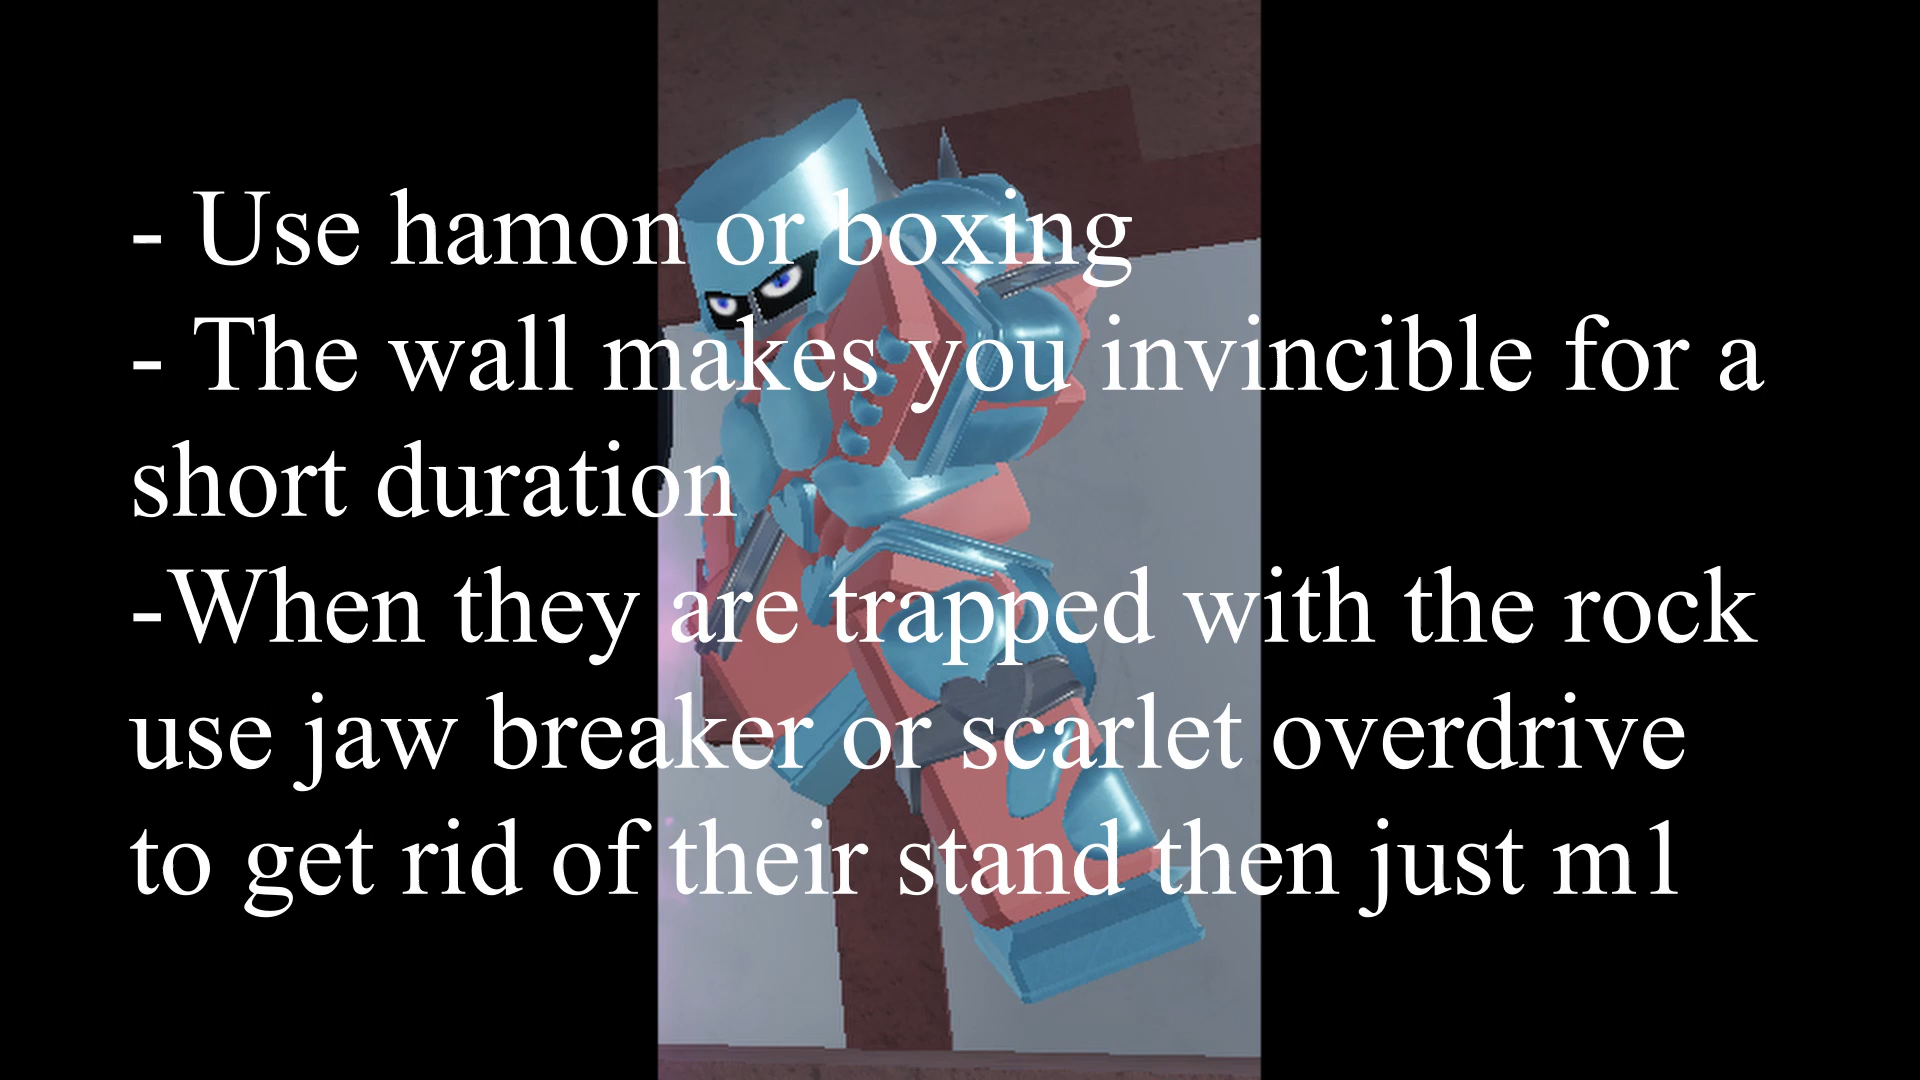 - Use hamon or boxing
- The wall makes you invincible for a
short duration
-When they are trapped with the rock
use jaw breaker or scarlet overdrive
to get rid of their stand then just m1